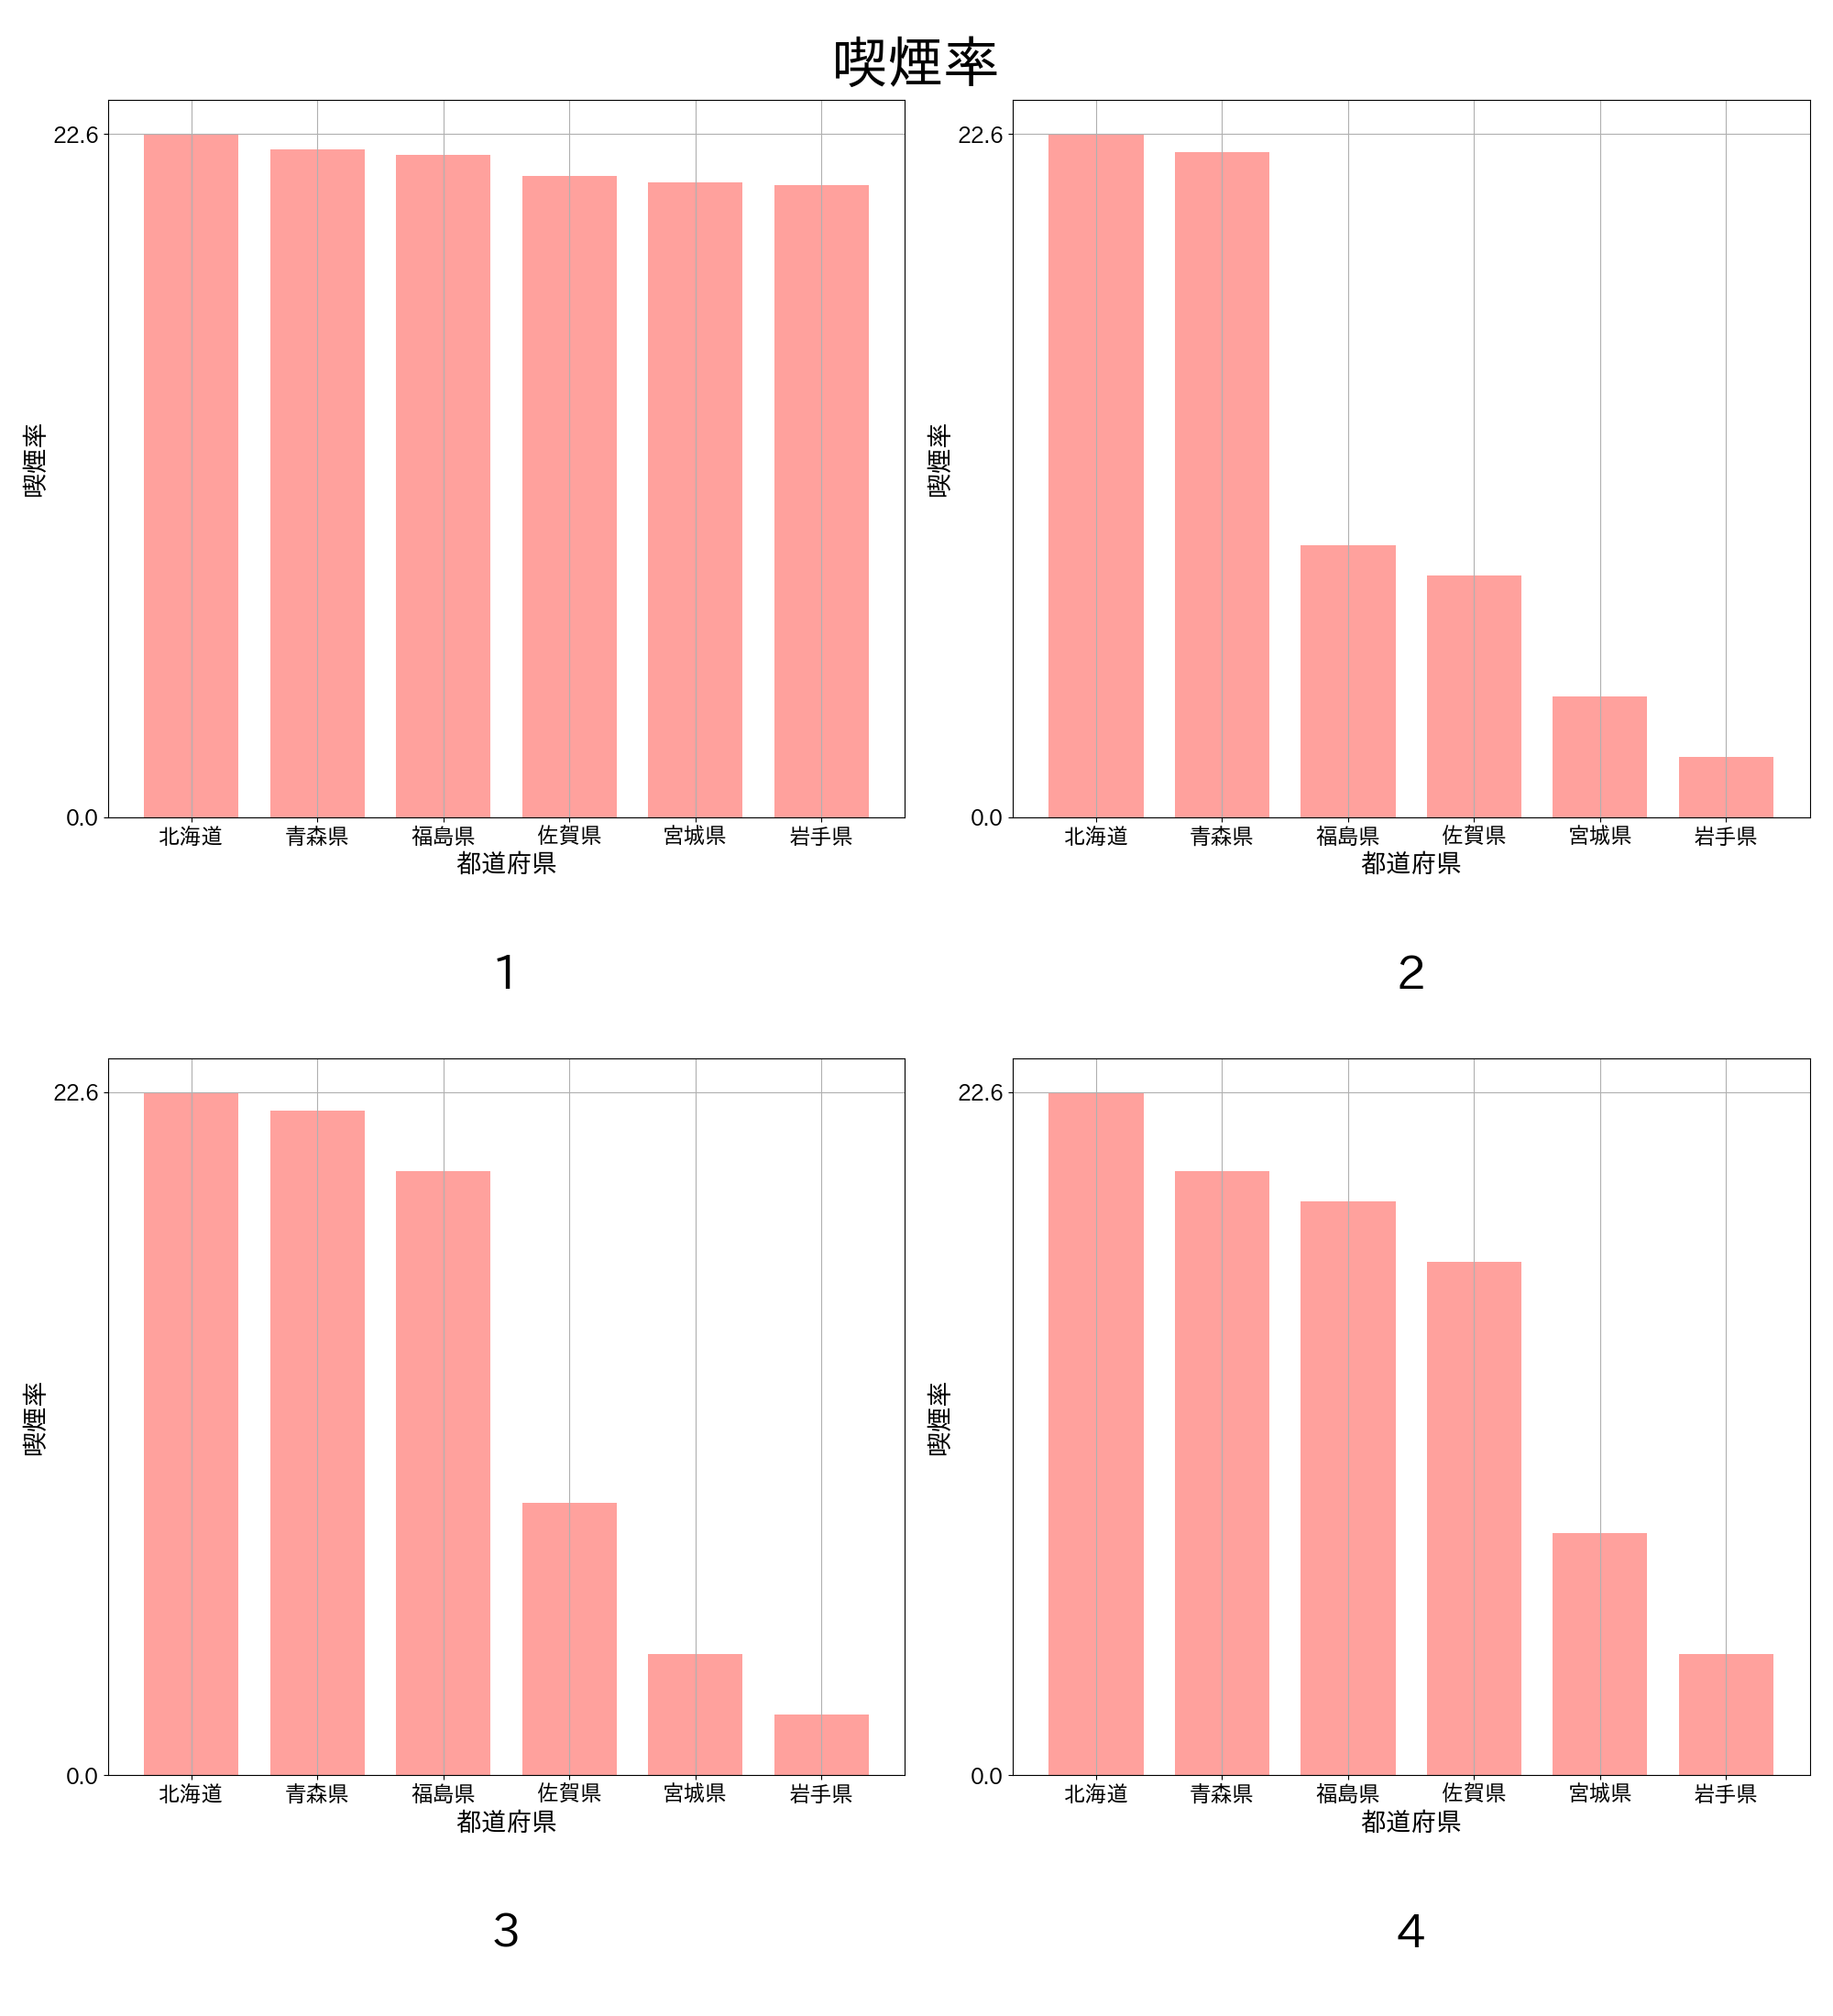 喫煙率
22.6
0.0
喫煙率
北海道 青森県 福島県 佐賀県 宮城県 岩手県
都道府県
1
22.6
0.0
喫煙率
北海道 青森県 福島県 佐賀県 宮城県 岩手県
都道府県
2
22.6
0.0
喫煙率
北海道 青森県 福島県 佐賀県 宮城県 岩手県
都道府県
3
22.6
0.0
喫煙率
北海道 青森県 福島県 佐賀県 宮城県 岩手県
都道府県
4